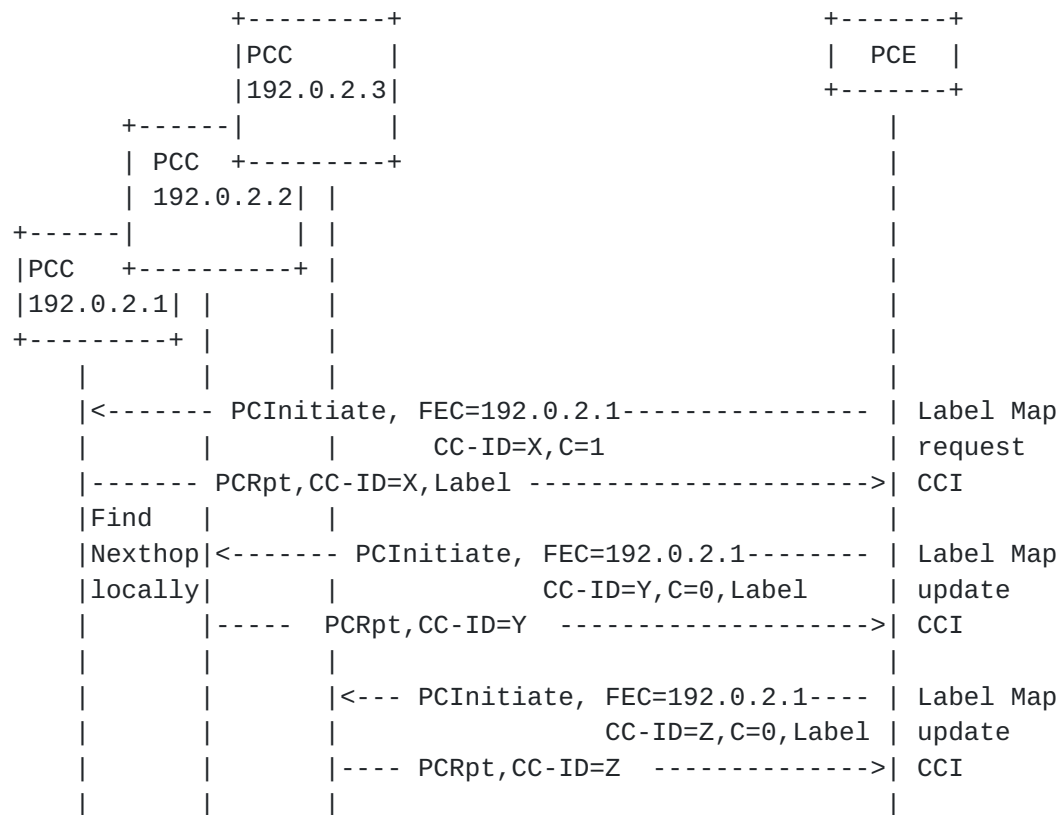 +---------+                           +-------+
                  |PCC      |                           |  PCE  |
                  |192.0.2.3|                           +-------+
           +------|         |                               |
           | PCC  +---------+                               |
           | 192.0.2.2| |                                   |
    +------|          | |                                   |
    |PCC   +----------+ |                                   |
    |192.0.2.1| |       |                                   |
    +---------+ |       |                                   |
        |       |       |                                   |
        |<------- PCInitiate, FEC=192.0.2.1---------------- | Label Map
        |       |       |      CC-ID=X,C=1                  | request
        |------- PCRpt,CC-ID=X,Label ---------------------->| CCI
        |Find   |       |                                   |
        |Nexthop|<------- PCInitiate, FEC=192.0.2.1-------- | Label Map
        |locally|       |             CC-ID=Y,C=0,Label     | update
        |       |-----  PCRpt,CC-ID=Y  -------------------->| CCI
        |       |       |                                   |
        |       |       |<--- PCInitiate, FEC=192.0.2.1---- | Label Map
        |       |       |                 CC-ID=Z,C=0,Label | update
        |       |       |---- PCRpt,CC-ID=Z  -------------->| CCI
        |       |       |                                   |